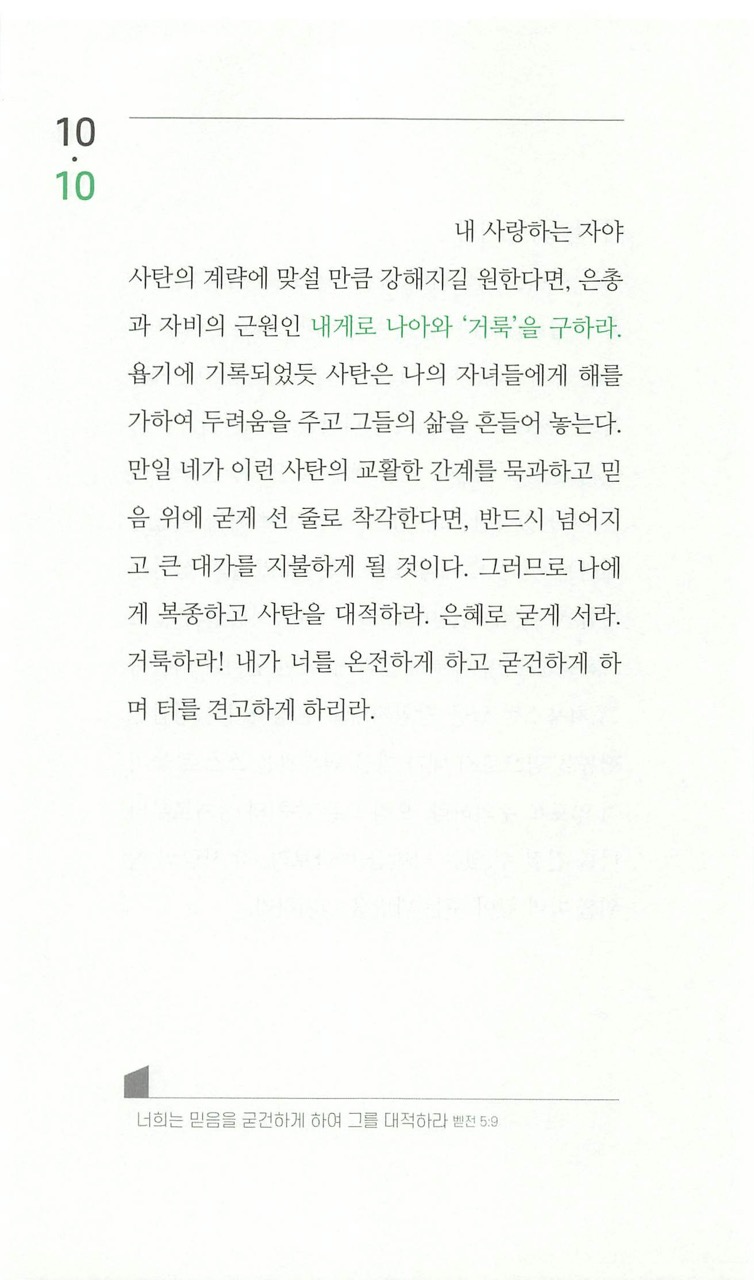 10
·
10
내 사랑하는 자야
사탄의 계략에 맞설 만큼 강해지길 원한다면, 은총
과 자비의 근원인 내게로 나아와 ‘거룩’을 구하라.
욥기에 기록되었듯 사탄은 나의 자녀들에게 해를
가하여 두려움을 주고 그들의 삶을 흔들어 놓는다.
만일 네가 이런 사탄의 교활한 간계를 묵과하고 믿
음 위에 굳게 선 줄로 착각한다면, 반드시 넘어지
고 큰 대가를 지불하게 될 것이다. 그러므로 나에
게 복종하고 사탄을 대적하라. 은혜로 굳게 서라.
거룩하라! 내가 너를 온전하게 하고 굳건하게 하
며 터를 견고하게 하리라.
너희는 믿음을 굳건하게 하여 그를 대적하라 벧전 5:9